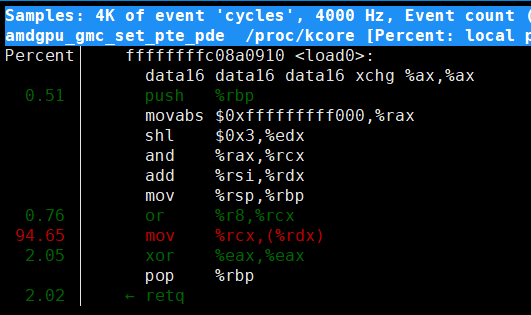 Samples: 4K of event 'cycles', 4000 Hz, Event count (
amdgpu_gmc_set_pte_pde  /proc/kcore [Percent: local p
Percent      ffffffffc08a0910 <load0>:
               data16 data16 data16 xchg %ax,%ax
  0.51         push   %rbp
               movabs $0xfffffffff000,%rax
               shl    $0x3,%edx
               and    %rax,%rcx
               add    %rsi,%rdx
               mov    %rsp,%rbp
  0.76         or     %r8,%rcx
 94.65         mov    %rcx,(%rdx)
  2.05         xor    %eax,%eax
               pop    %rbp
  2.02       ← retq